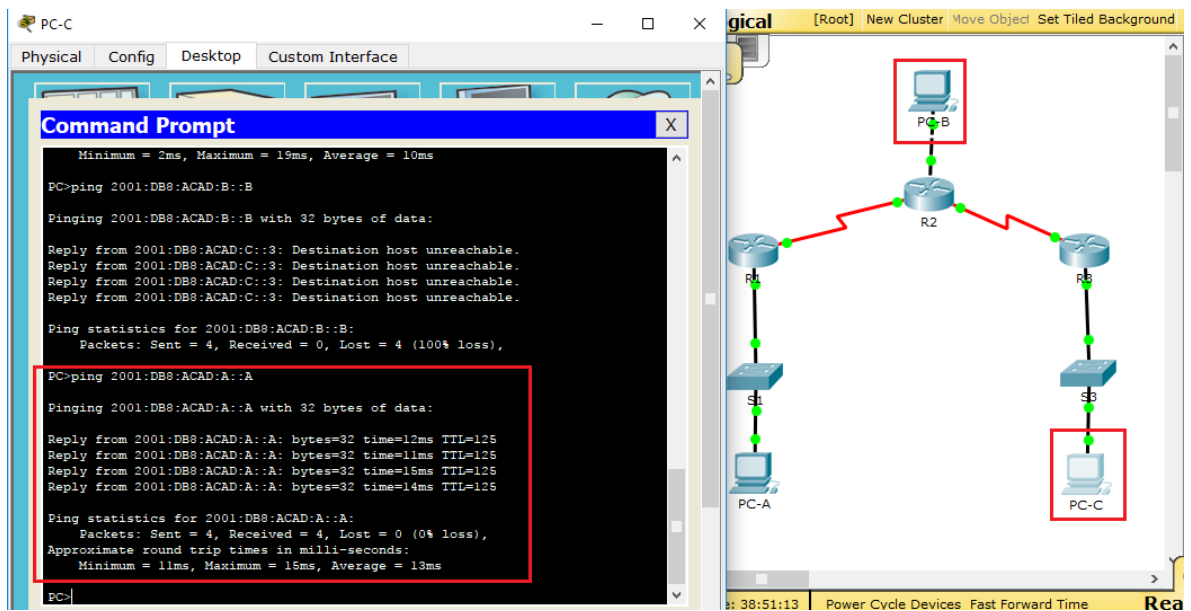 PC-C
Physical Config Desktop Custom Interface
Command Prompt
X
Minimum = 2ms, Maximum = 19ms, Average = 10ms
PC>ping 2001:DB8:ACAD:B::B
Pinging 2001:DB8:ACAD:B::B with 32 bytes of data:
Reply from 2001:DB8:ACAD:C::3: Destination host unreachable.
Reply from 2001:DB8:ACAD:C::3: Destination host unreachable.
Reply from 2001:DB8:ACAD:C::3: Destination host unreachable.
Reply from 2001:DB8:ACAD:C::3: Destination host unreachable.
Ping statistics for 2001:DB8:ACAD:B::B:
Packets: Sent = 4, Received = 0, Lost = 4 (100% loss),
PC>ping 2001:DB8:ACAD:A::A
Pinging 2001:DB8:ACAD:A::A with 32 bytes of data:
Reply from 2001:DB8:ACAD:A::A: bytes=32 time=12ms TTL=125
Reply from 2001:DB8:ACAD:A::A: bytes=32 time=11ms TTL=125
Reply from 2001:DB8:ACAD:A::A: bytes=32 time=15ms TTL=125
Reply from 2001:DB8:ACAD:A::A: bytes=32 time=14ms TTL=125
Ping statistics for 2001:DB8:ACAD:A::A:
Packets: Sent = 4, Received = 4, Lost = 0 (0% loss),
Approximate round trip times in milli-seconds:
Minimum = 11ms, Maximum = 15ms, Average = 13ms
PC>
gical [Root] New Cluster Move Object Set Tiled Background
PC-B
R2
R1
R3
S1
S3
PC-A
PC-C
e: 38:51:13 Power Cycle Devices Fast Forward Time Rea